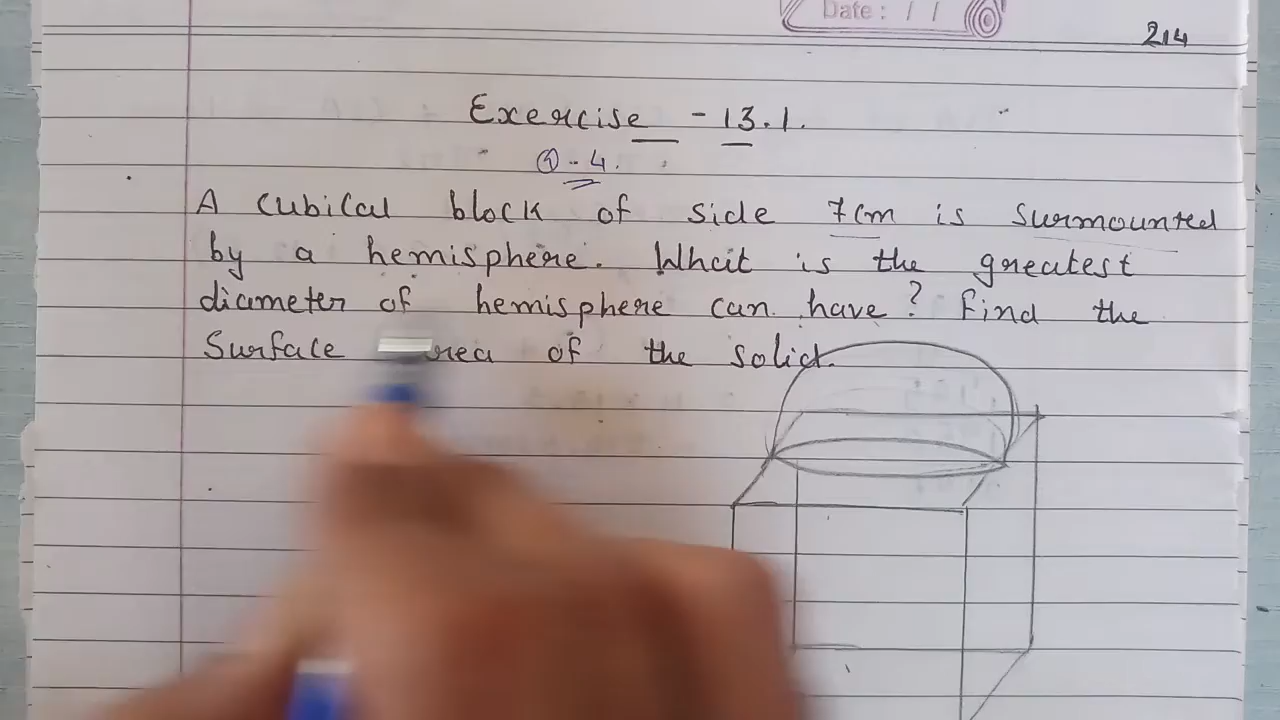 Date : / /
214
Exercise - 13.1.
Q-4.
A cubical block of side 7cm is surmounted
by a hemisphere. What is the greatest
diameter of hemisphere can have? Find the
Surface area of the solid.